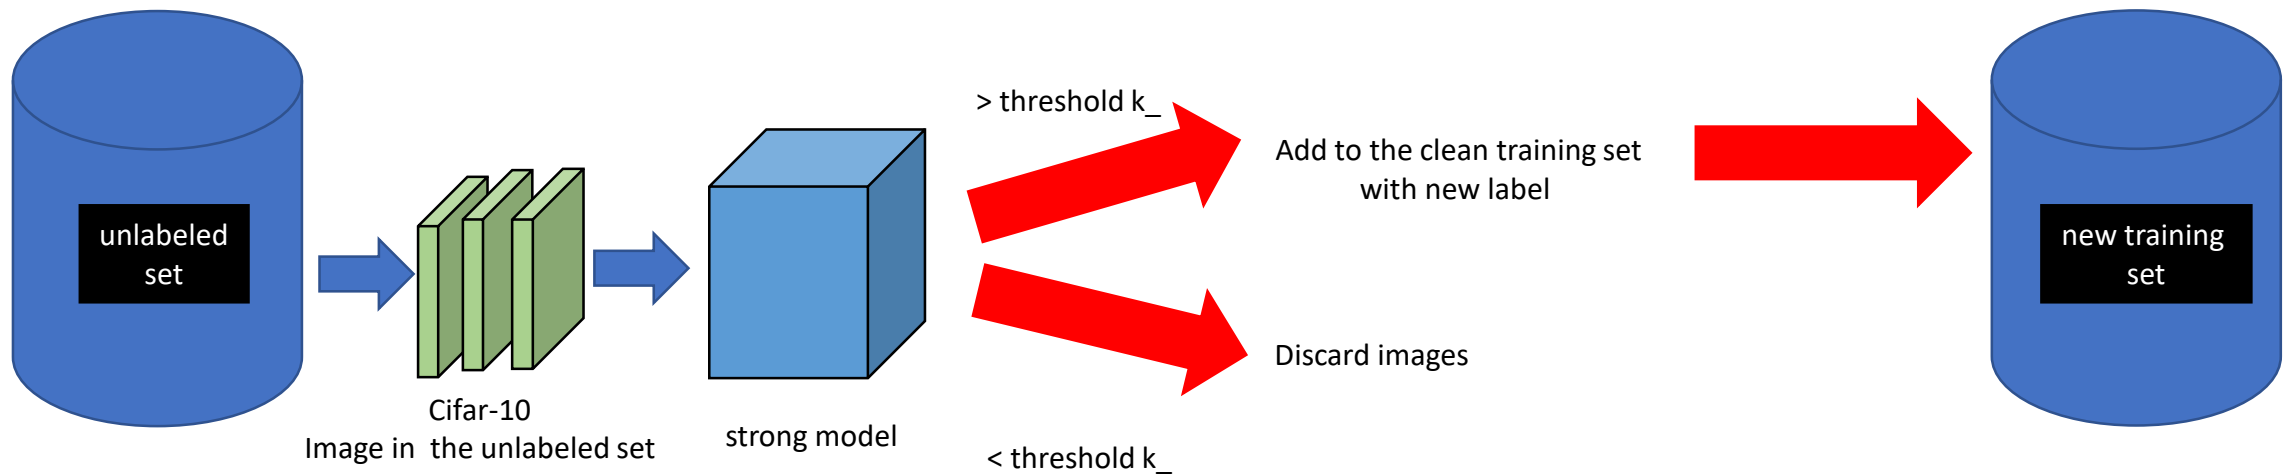 unlabeled
set
Cifar-10
Image in  the unlabeled set
strong model
> threshold k_
Add to the clean training set
with new label
Discard images
< threshold k_
new training
set